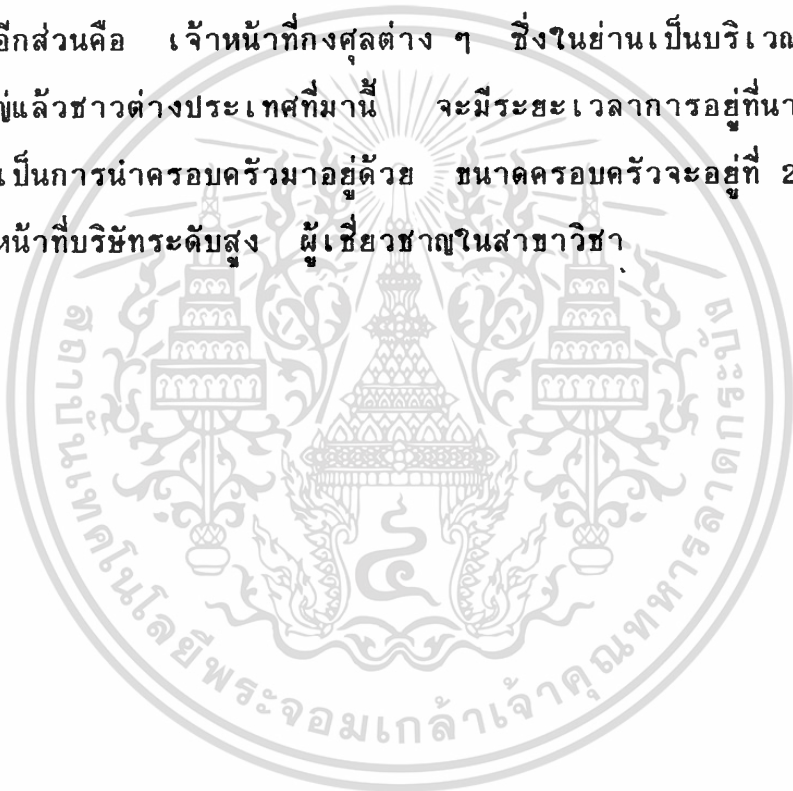 อีกส่วนคือ เจ้าหน้าที่กงศุลต่าง ๆ ซึ่งในย่านเป็นบริเวณ
ญ่แล้วชาวต่างประเทศที่มานี้ จะมีระยะเวลาการอยู่ที่นา
เป็นการนำครอบครัวมาอยู่ด้วย ขนาดครอบครัวจะอยู่ที่ 2
หน้าที่บริษัทระดับสูง ผู้เชี่ยวชาญในสาขาวิชา
สถาบันเทคโนโลยีพระจอมเกล้าเจ้าคุณทหารลาดกระบัง